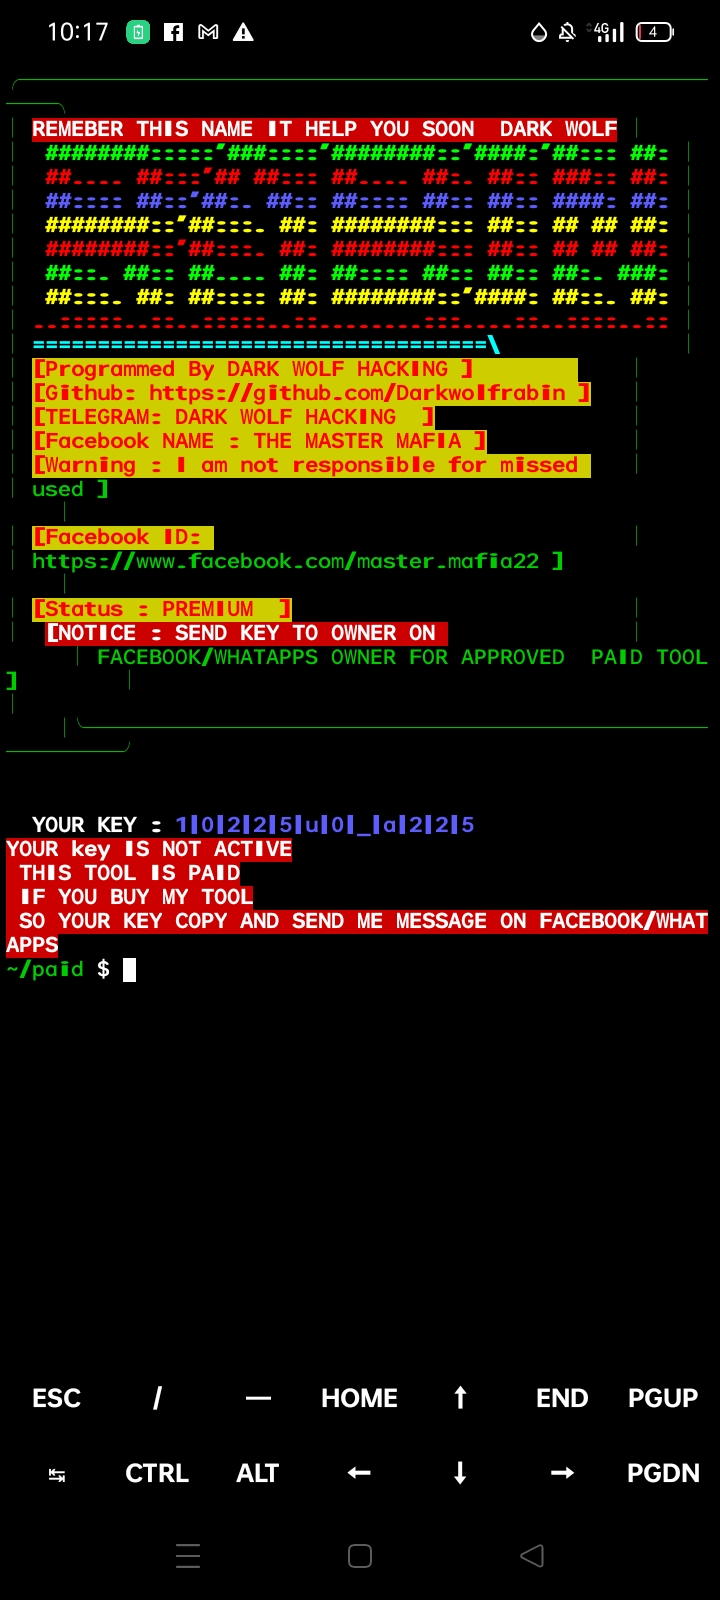 10:17 4G 4
REMEBER THIS NAME IT HELP YOU SOON  DARK WOLF
########:::::'###::::'########::'####:'##::: ##:
##.... ##:::'## ##::: ##.... ##:. ##:: ###:: ##:
##:::: ##::'##:. ##:: ##:::: ##:: ##:: ####: ##:
########::'##:::. ##: ########::: ##:: ## ## ##:
########::'##:::. ##: ########::: ##:: ## ## ##:
##::. ##:: ##.... ##: ##:::: ##:: ##:: ##:. ###:
##:::. ##: ##:::: ##: ########::'####: ##::. ##:
..:::::..::..:::::..::........:::....::..::::..::
===================================\
[Programmed By DARK WOLF HACKING ]
[Github: https://github.com/Darkwolfrabin ]
[TELEGRAM: DARK WOLF HACKING  ]
[Facebook NAME : THE MASTER MAFIA ]
[Warning : I am not responsible for missed
used ]
[Facebook ID:
https://www.facebook.com/master.mafia22 ]
[Status : PREMIUM  ]
[NOTICE : SEND KEY TO OWNER ON
FACEBOOK/WHATAPPS OWNER FOR APPROVED  PAID TOOL
]
YOUR KEY : 1|0|2|2|5|u|0|_|a|2|2|5
YOUR key IS NOT ACTIVE
THIS TOOL IS PAID
IF YOU BUY MY TOOL
SO YOUR KEY COPY AND SEND ME MESSAGE ON FACEBOOK/WHAT
APPS
~/paid $
ESC / — HOME ↑ END PGUP
↹ CTRL ALT ← ↓ → PGDN